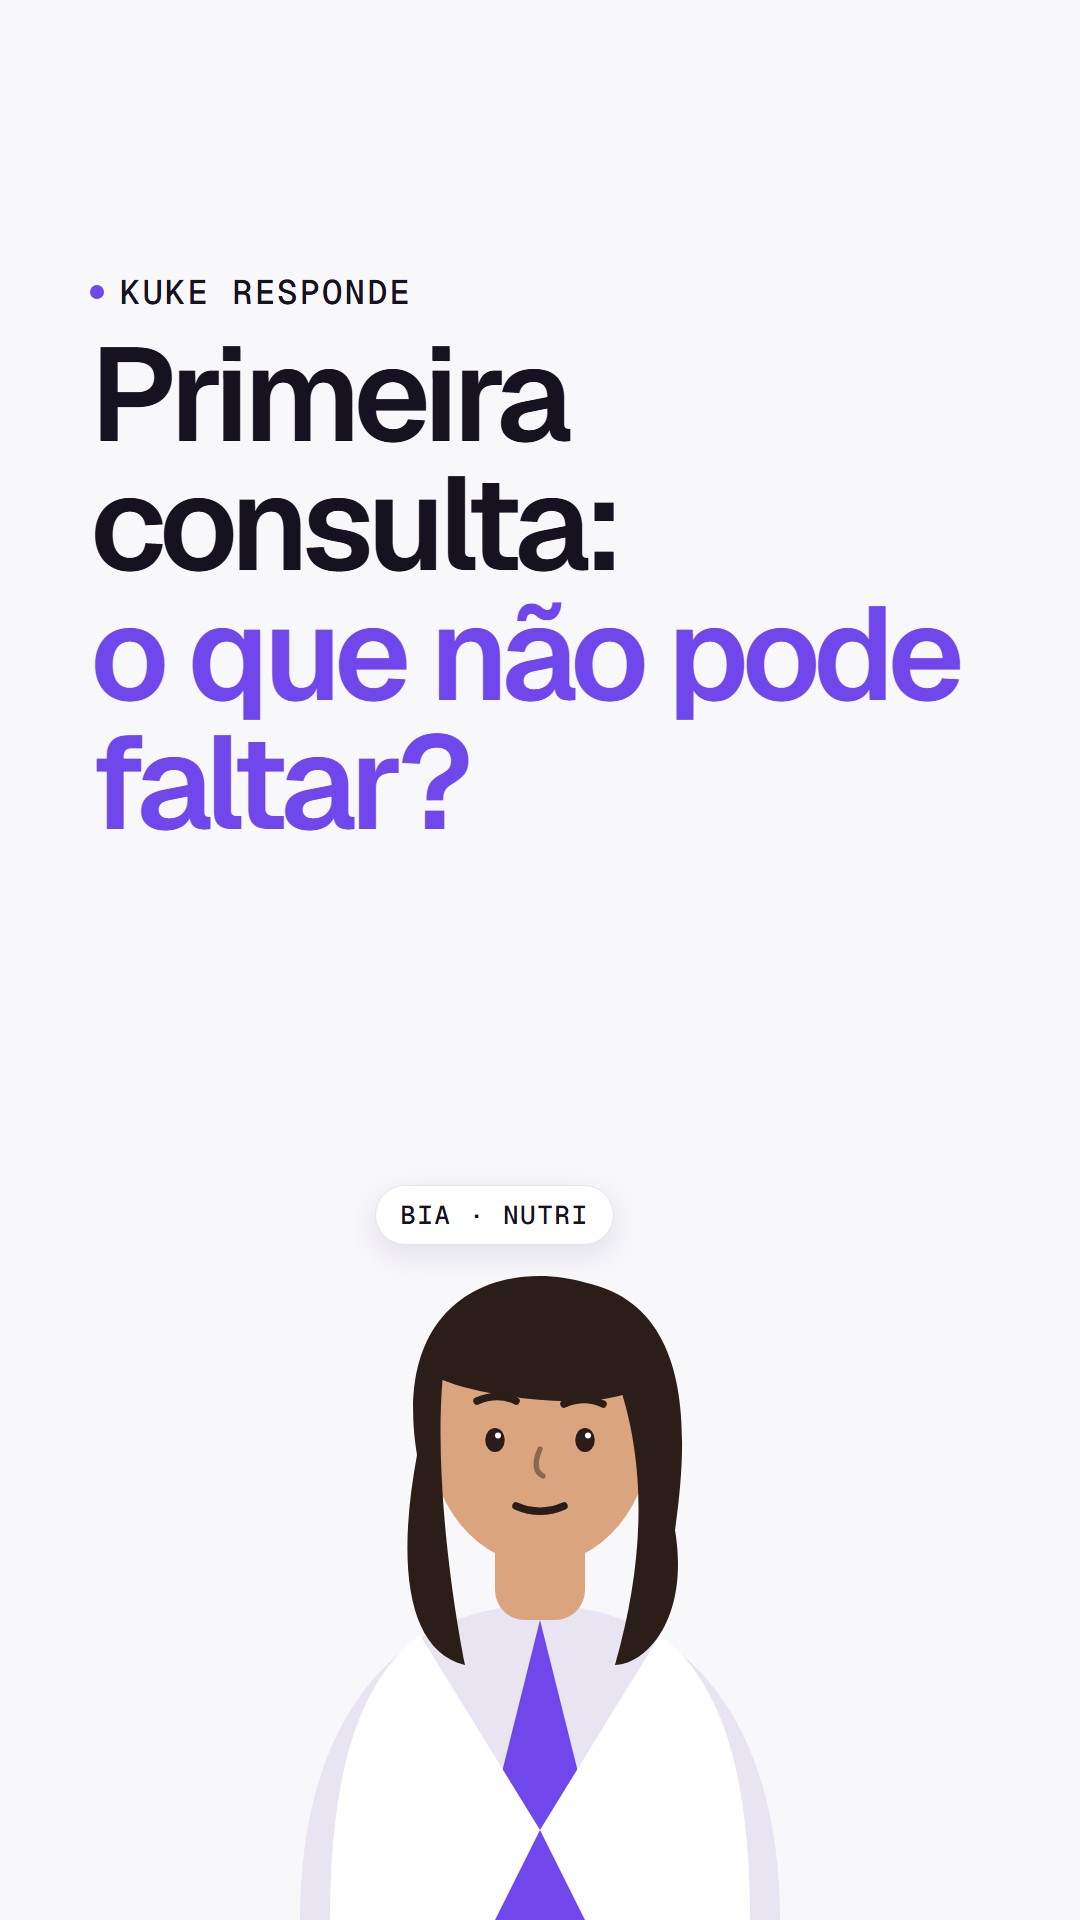 KUKE RESPONDE
Primeira
consulta:
o que não pode
faltar?
BIA · NUTRI